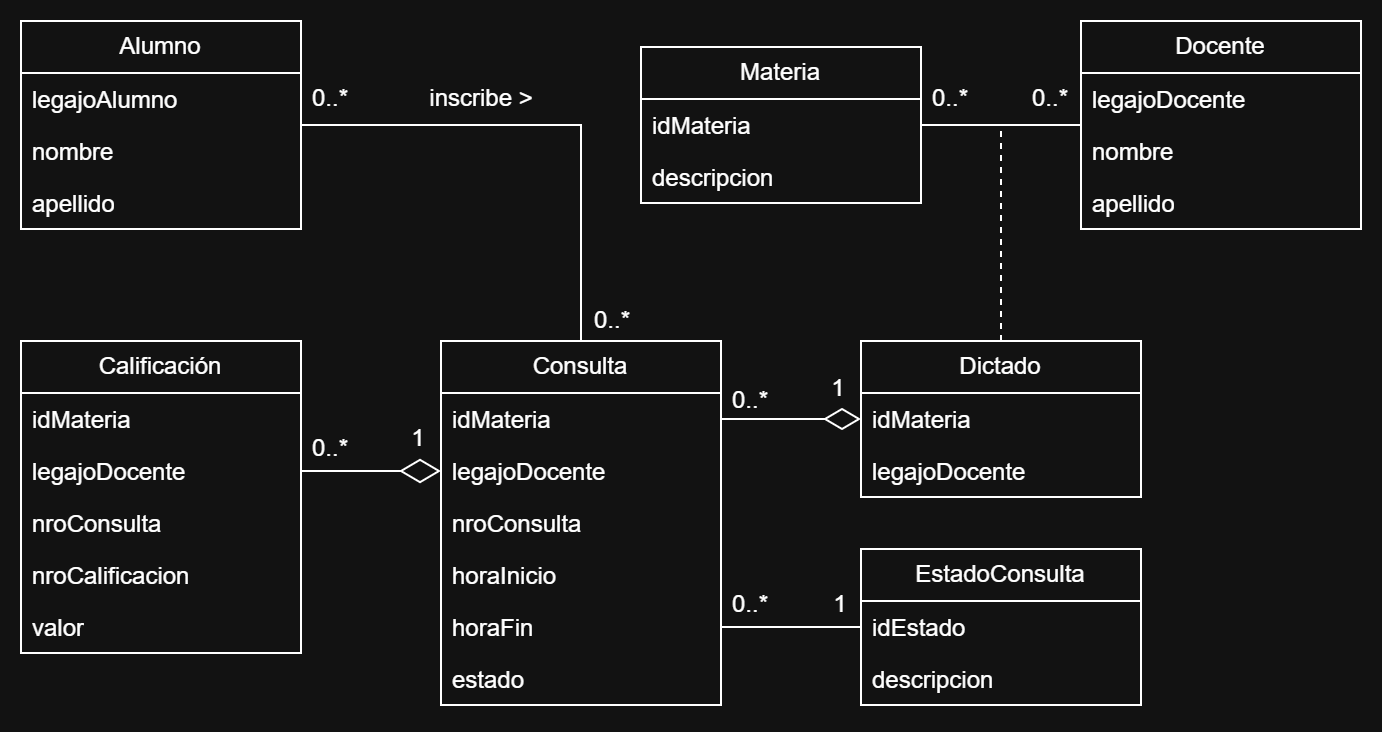 Alumno
legajoAlumno
nombre
apellido
0..*
inscribe >
0..*
Materia
idMateria
descripcion
0..*
0..*
Docente
legajoDocente
nombre
apellido
Calificación
idMateria
legajoDocente
nroConsulta
nroCalificacion
valor
0..*
1
Consulta
idMateria
legajoDocente
nroConsulta
horaInicio
horaFin
estado
0..*
1
Dictado
idMateria
legajoDocente
0..*
1
EstadoConsulta
idEstado
descripcion